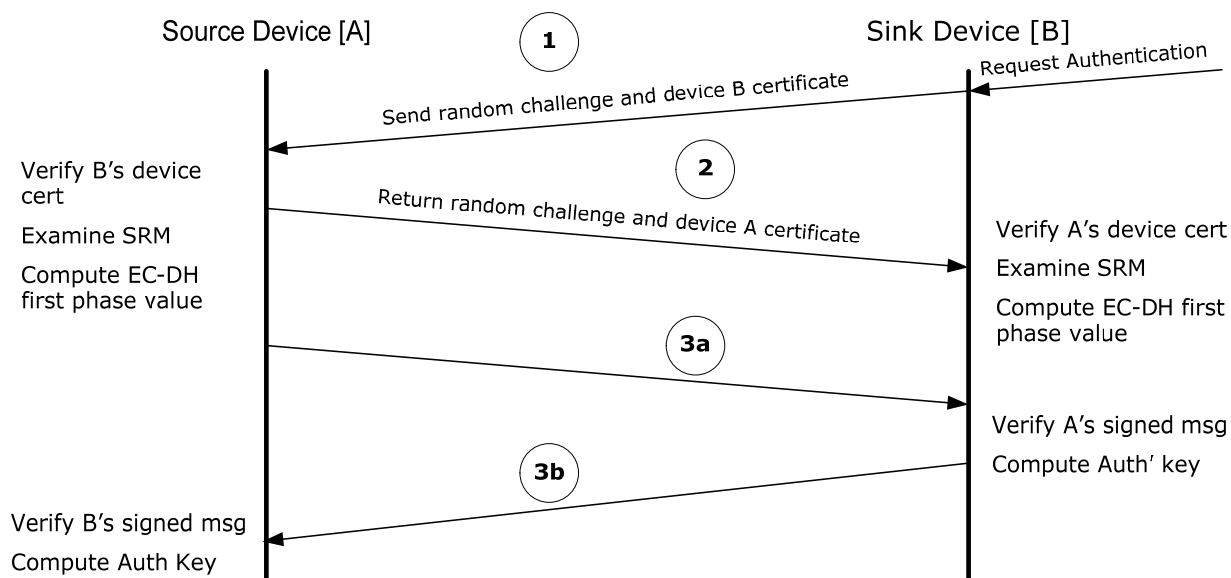 Source Device [A]
1
Sink Device [B]
Request Authentication
Send random challenge and device B certificate
Verify B’s device
cert
2
Return random challenge and device A certificate
Examine SRM
Compute EC-DH
first phase value
Verify A’s device cert
Examine SRM
Compute EC-DH first
phase value
3a
Verify A’s signed msg
Compute Auth’ key
3b
Verify B’s signed msg
Compute Auth Key